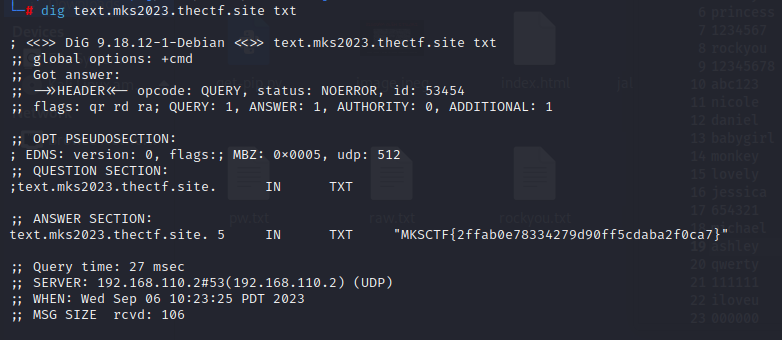 # dig text.mks2023.thectf.site txt
; <<>> DiG 9.18.12-1-Debian <<>> text.mks2023.thectf.site txt
;; global options: +cmd
;; Got answer:
;; ->>HEADER<<- opcode: QUERY, status: NOERROR, id: 53454
;; flags: qr rd ra; QUERY: 1, ANSWER: 1, AUTHORITY: 0, ADDITIONAL: 1
;; OPT PSEUDOSECTION:
; EDNS: version: 0, flags:; MBZ: 0x0005, udp: 512
;; QUESTION SECTION:
;text.mks2023.thectf.site. IN TXT
;; ANSWER SECTION:
text.mks2023.thectf.site. 5 IN TXT "MKSCTF{2ffab0e78334279d90ff5cdaba2f0ca7}"
;; Query time: 27 msec
;; SERVER: 192.168.110.2#53(192.168.110.2) (UDP)
;; WHEN: Wed Sep 06 10:23:25 PDT 2023
;; MSG SIZE rcvd: 106
index.html
pw.txt
raw.txt
rockyou.txt
6 princess
7 1234567
8 rockyou
9 12345678
10 abc123
11 nicole
12 daniel
13 babygirl
14 monkey
15 lovely
16 jessica
17 654321
18 michael
19 ashley
20 qwerty
21 111111
22 iloveu
23 000000